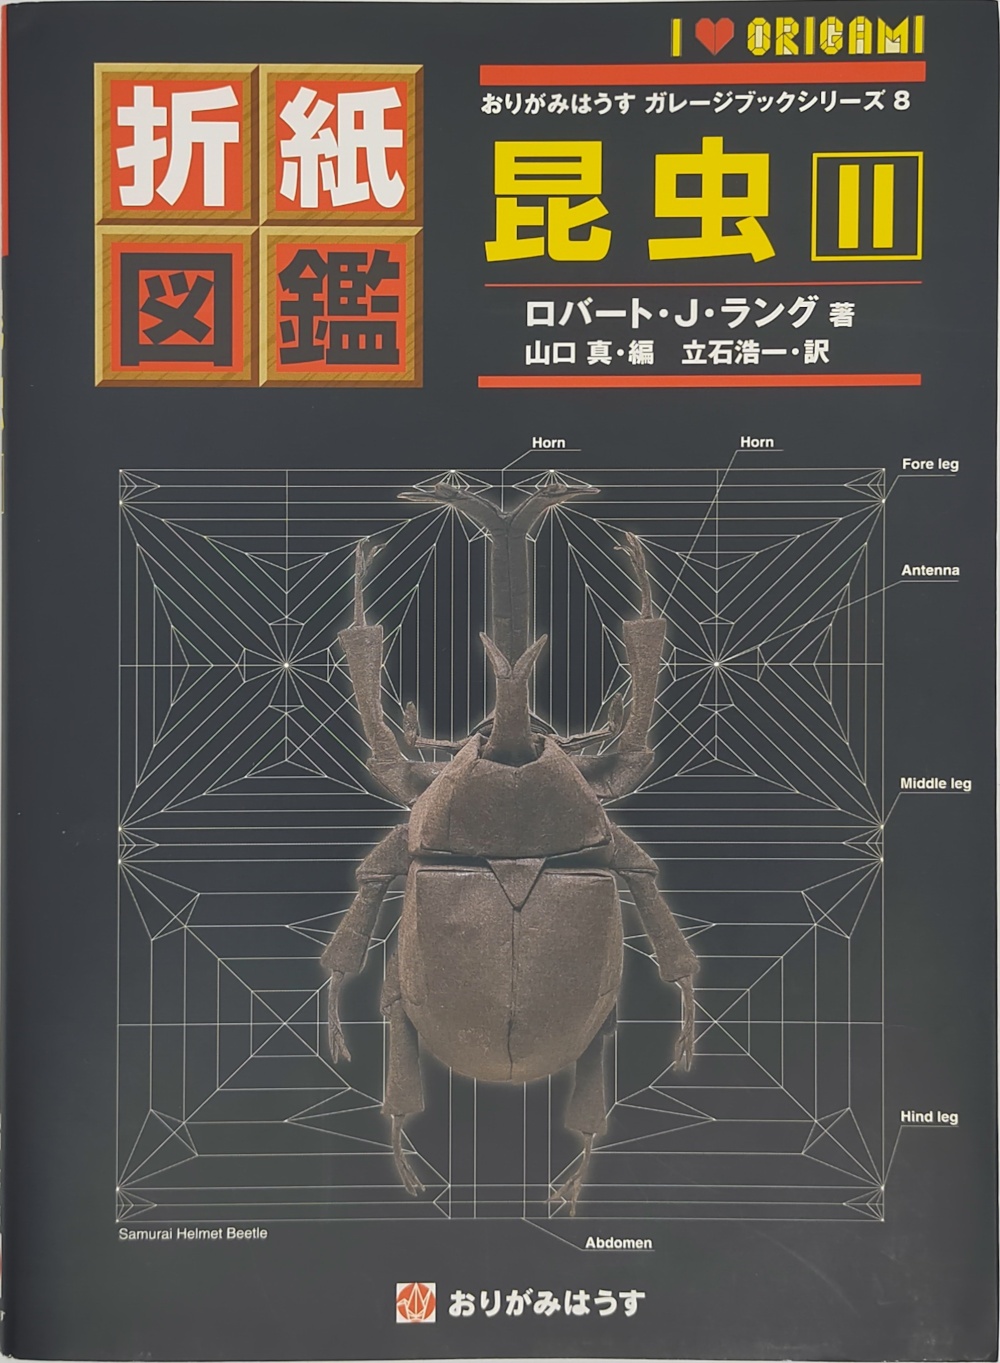 I ♥ ORIGAMI
折紙
図鑑
おりがみはうす ガレージブックシリーズ 8
昆虫 II
ロバート・J・ラング 著
山口 真・編 立石浩一・訳
Horn
Horn
Fore leg
Antenna
Middle leg
Hind leg
Samurai Helmet Beetle
Abdomen
おりがみはうす